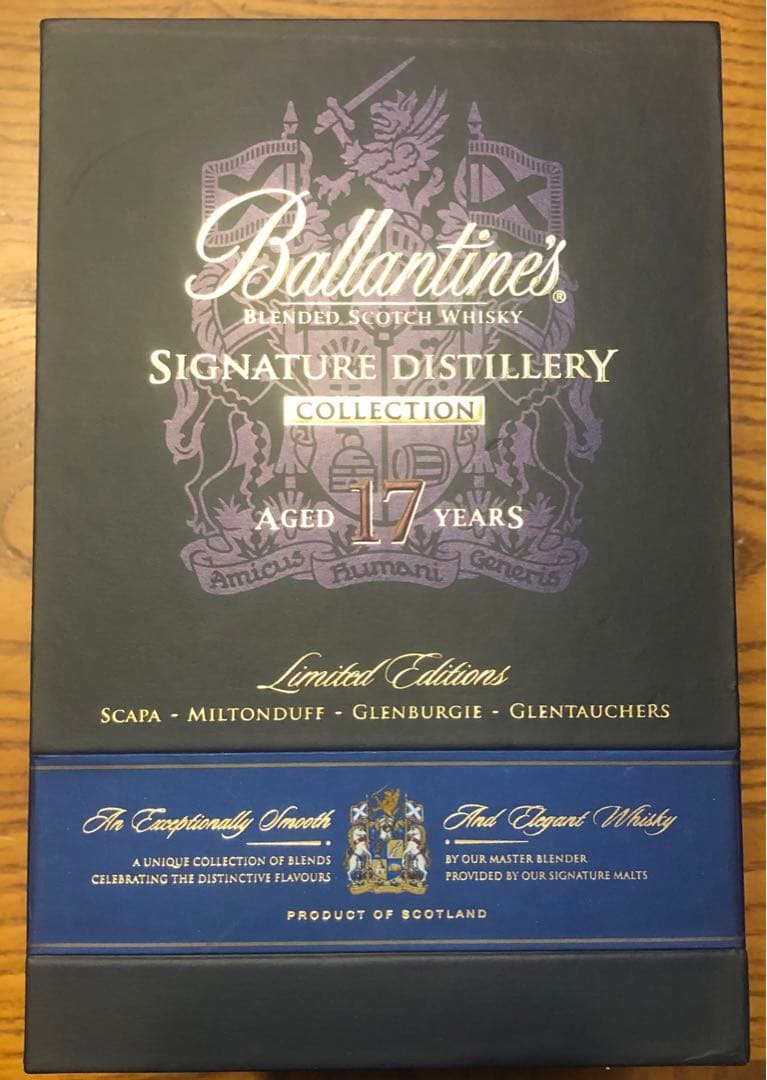 Ballantine's®
BLENDED SCOTCH WHISKY
SIGNATURE DISTILLERY
COLLECTION
AGED 17 YEARS
Amicus Humani Generis
Limited Editions
SCAPA - MILTONDUFF - GLENBURGIE - GLENTAUCHERS
An Exceptionally Smooth And Elegant Whisky
A UNIQUE COLLECTION OF BLENDS BY OUR MASTER BLENDER
CELEBRATING THE DISTINCTIVE FLAVOURS PROVIDED BY OUR SIGNATURE MALTS
PRODUCT OF SCOTLAND